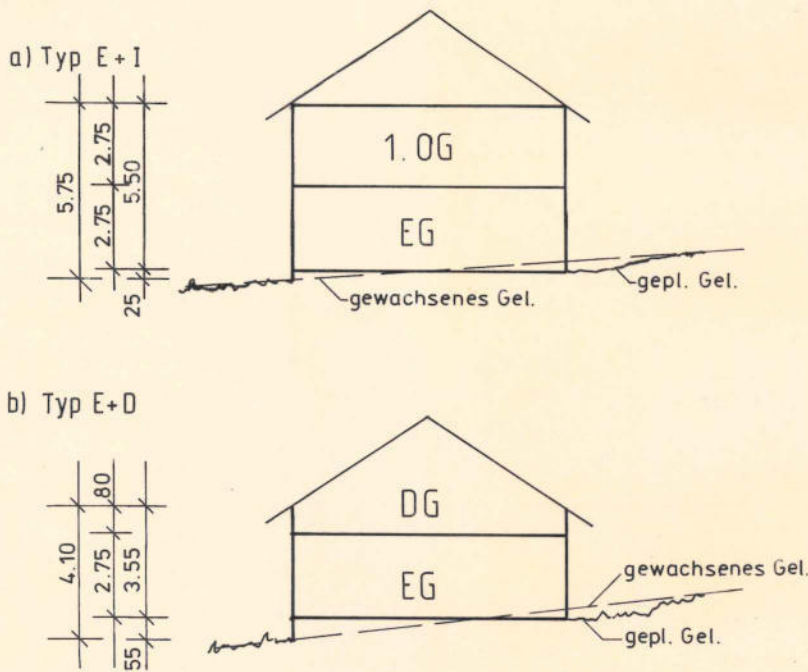 a) Typ E+I
5.75
2.75
2.75
5.50
25
1. OG
EG
gewachsenes Gel.
gepl. Gel.
b) Typ E+D
4.10
.80
2.75
3.55
55
DG
EG
gewachsenes Gel.
gepl. Gel.